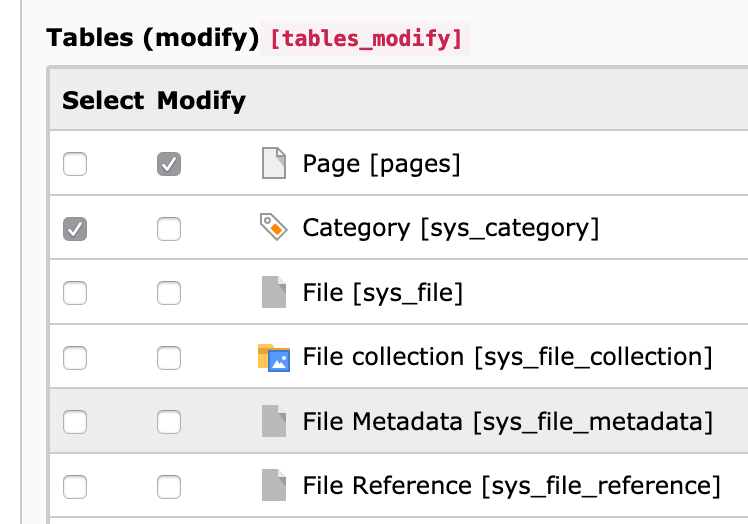 Tables (modify) [tables_modify]
Select Modify
Page [pages]
Category [sys_category]
File [sys_file]
File collection [sys_file_collection]
File Metadata [sys_file_metadata]
File Reference [sys_file_reference]